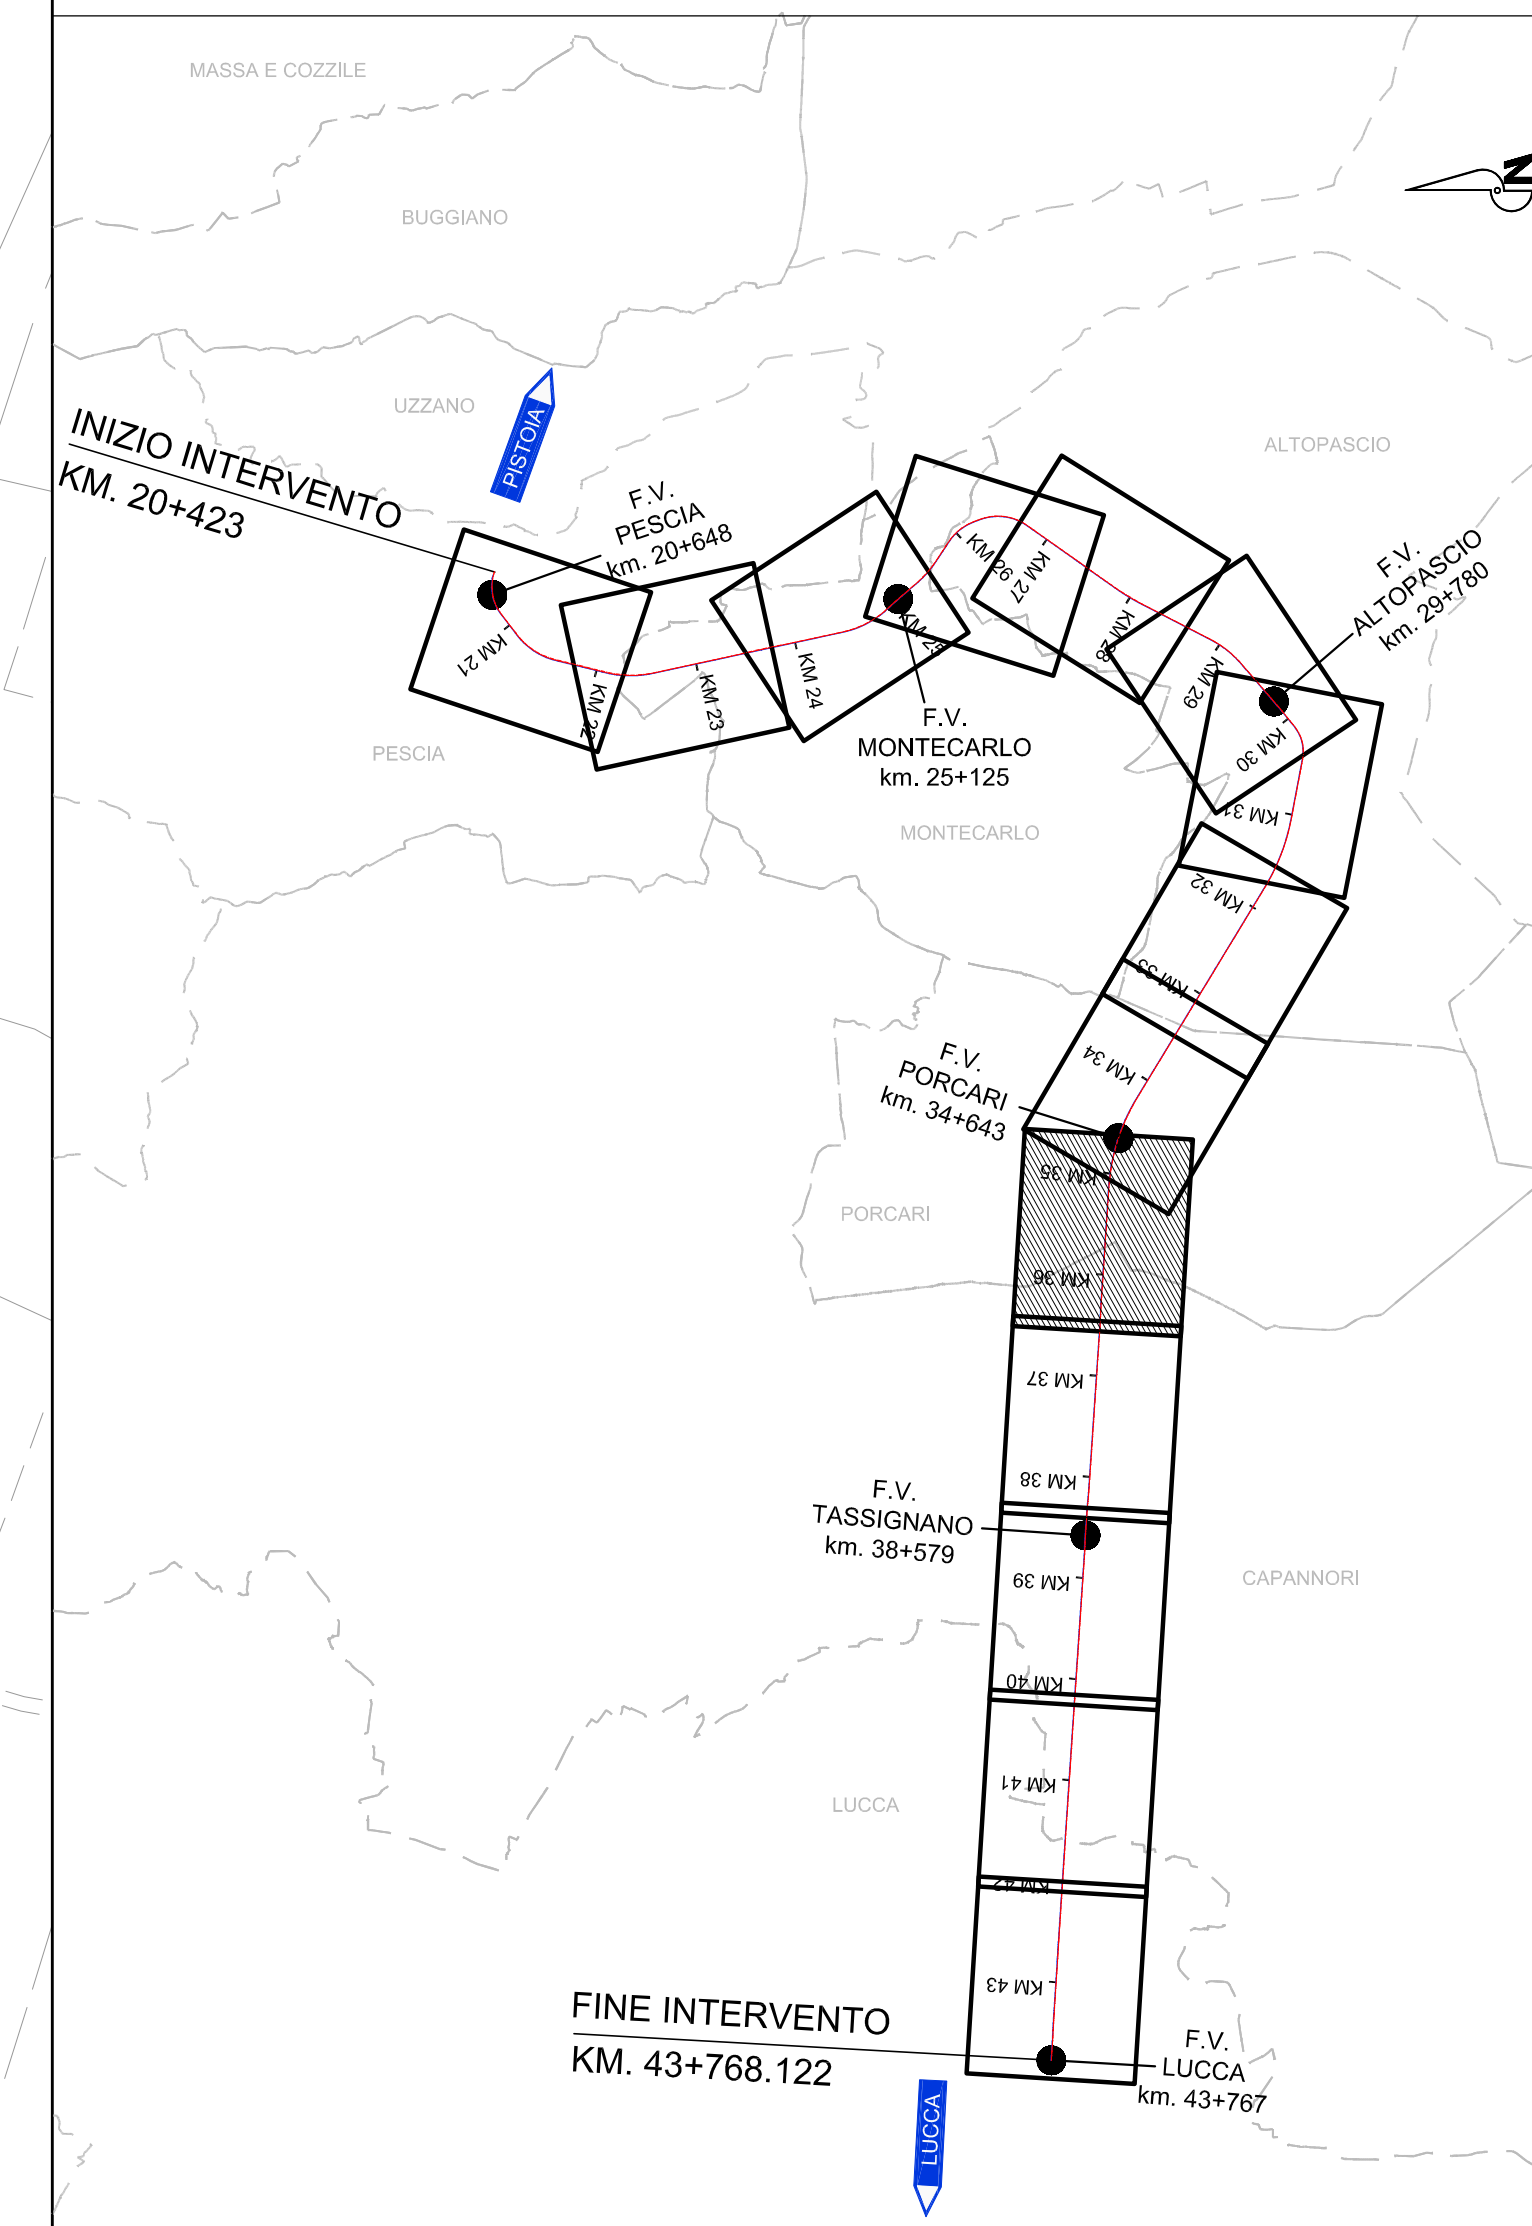 MASSA E COZZILE
BUGGIANO
UZZANO
PISTOIA
INIZIO INTERVENTO
KM. 20+423
F.V.
PESCIA
km. 20+648
ALTOPASCIO
F.V.
ALTOPASCIO
km. 29+780
N
KM 21
KM 22
KM 23
KM 24
KM 25
KM 26
KM 27
KM 28
KM 29
KM 30
KM 31
PESCIA
F.V.
MONTECARLO
km. 25+125
MONTECARLO
KM 32
KM 33
KM 34
F.V.
PORCARI
km. 34+643
KM 35
PORCARI
KM 36
KM 37
KM 38
F.V.
TASSIGNANO
km. 38+579
KM 39
CAPANNORI
KM 40
KM 41
LUCCA
KM 42
KM 43
FINE INTERVENTO
KM. 43+768.122
F.V.
LUCCA
km. 43+767
LUCCA